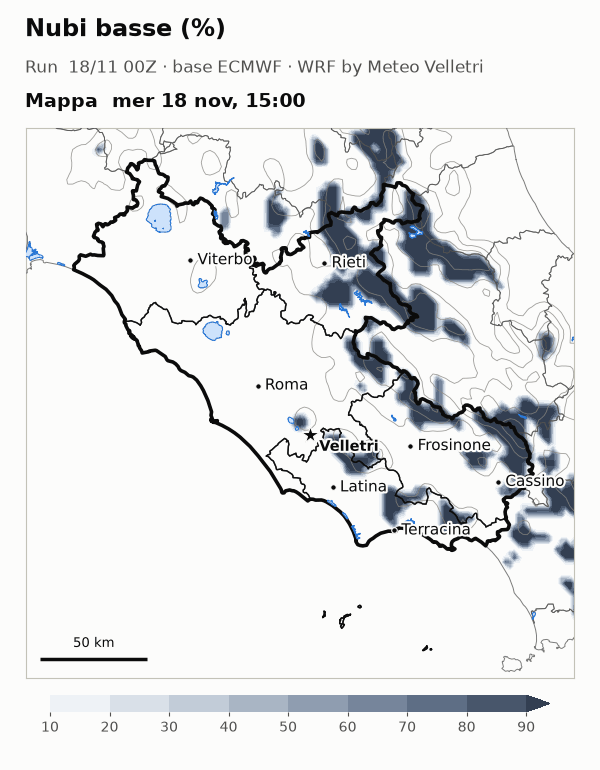 Nubi basse (%)
Run 18/11 00Z · base ECMWF · WRF by Meteo Velletri
Mappa mer 18 nov, 15:00
Viterbo
Rieti
Roma
Velletri
Frosinone
Latina
Cassino
Terracina
50 km
10 20 30 40 50 60 70 80 90